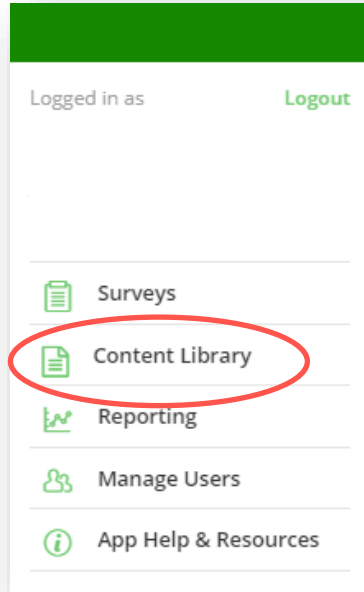 Logged in as Logout
Surveys
Content Library
Reporting
Manage Users
App Help & Resources